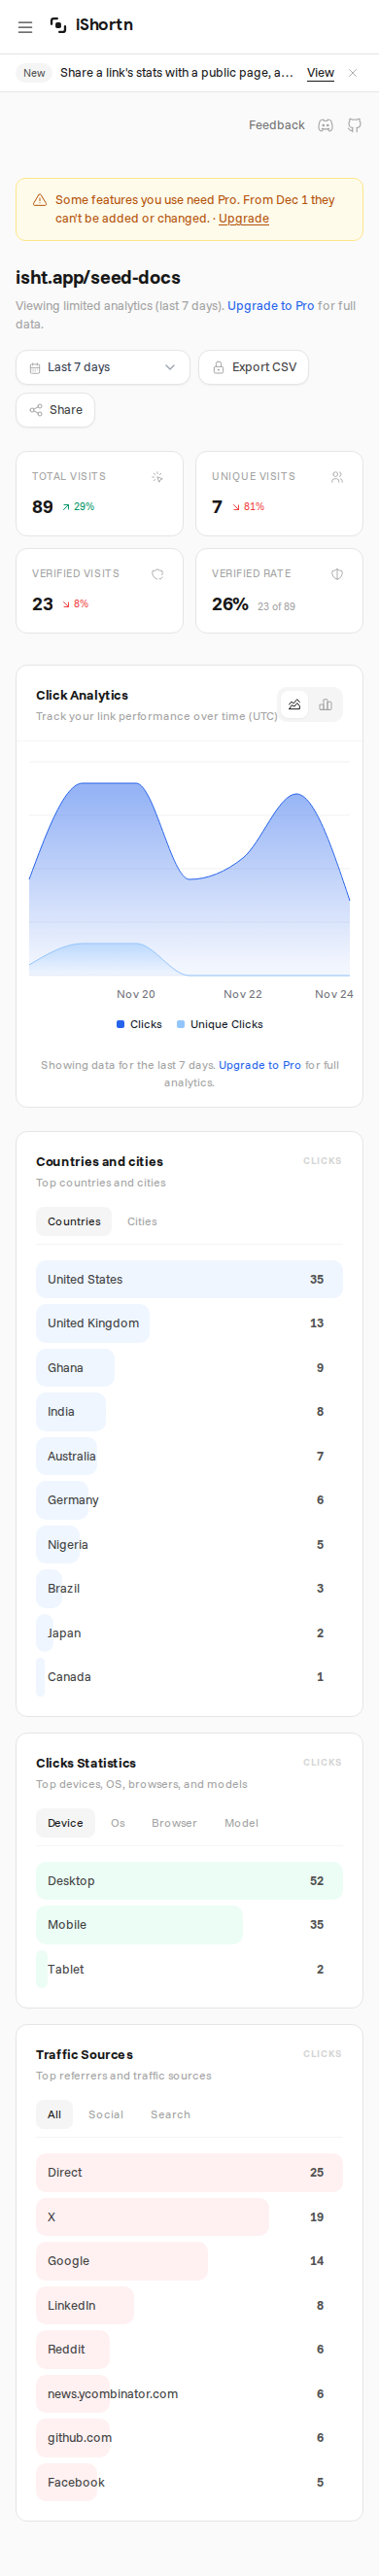 IShortn
New Share a link's stats with a public page, a... View
Feedback
Some features you use need Pro. From Dec 1 they
can't be added or changed. · Upgrade
isht.app/seed-docs
Viewing limited analytics (last 7 days). Upgrade to Pro for full
data.
Last 7 days Export CSV
Share
TOTAL VISITS UNIQUE VISITS
89 29% 7 81%
VERIFIED VISITS VERIFIED RATE
23 8% 26% 23 of 89
Click Analytics
Track your link performance over time (UTC)
Nov 20 Nov 22 Nov 24
Clicks Unique Clicks
Showing data for the last 7 days. Upgrade to Pro for full
analytics.
Countries and cities CLICKS
Top countries and cities
Countries Cities
United States 35
United Kingdom 13
Ghana 9
India 8
Australia 7
Germany 6
Nigeria 5
Brazil 3
Japan 2
Canada 1
Clicks Statistics CLICKS
Top devices, OS, browsers, and models
Device Os Browser Model
Desktop 52
Mobile 35
Tablet 2
Traffic Sources CLICKS
Top referrers and traffic sources
All Social Search
Direct 25
X 19
Google 14
LinkedIn 8
Reddit 6
news.ycombinator.com 6
github.com 6
Facebook 5